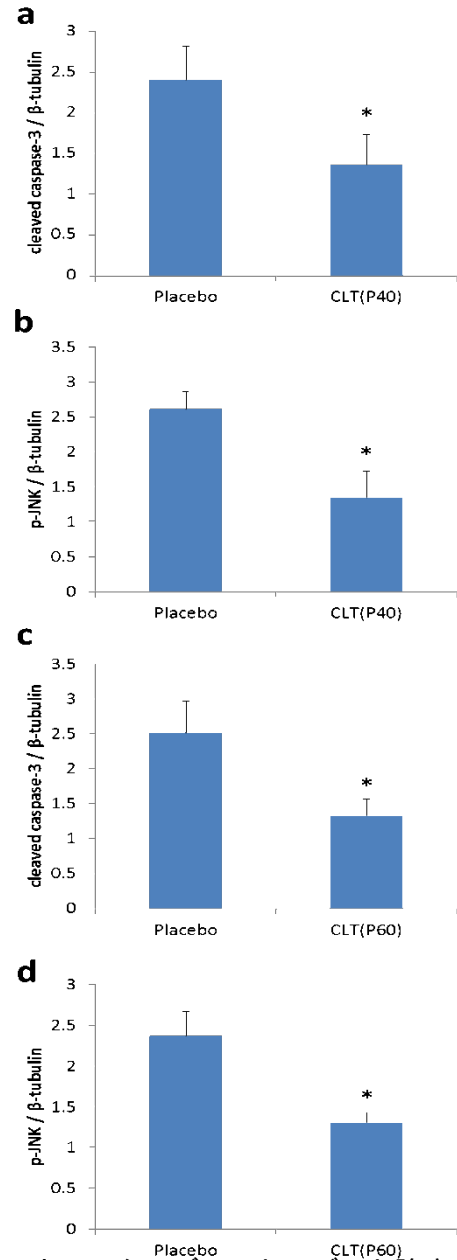 a
cleaved caspase-3 / β-tubulin
3
2.5
2
1.5
1
0.5
0
*
Placebo
CLT(P40)
b
p-JNK / β-tubulin
3.5
3
2.5
2
1.5
1
0.5
0
*
Placebo
CLT(P40)
c
cleaved caspase-3 / β-tubulin
3.5
3
2.5
2
1.5
1
0.5
0
*
Placebo
CLT(P60)
d
p-JNK / β-tubulin
3
2.5
2
1.5
1
0.5
0
*
Placebo
CLT(P60)